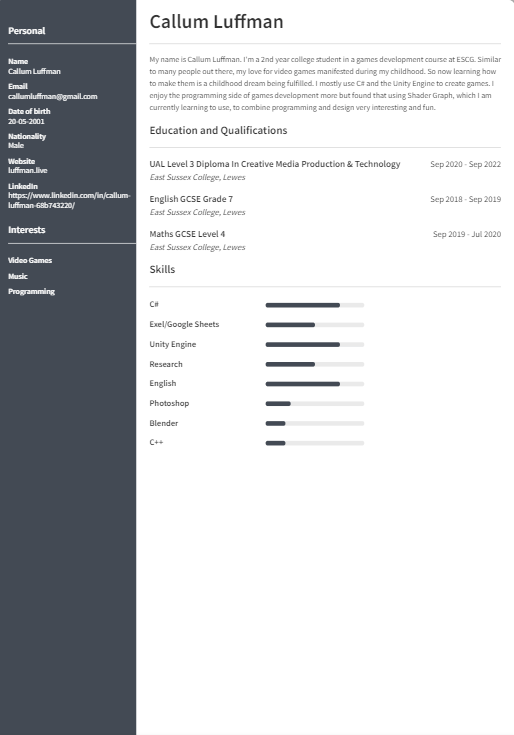 Personal
Name
Callum Luffman
Email
callumluffman@gmail.com
Date of birth
20-05-2001
Nationality
Male
Website
luffman.live
LinkedIn
https://www.linkedin.com/in/callum-
luffman-68b743220/
Interests
Video Games
Music
Programming
Callum Luffman
My name is Callum Luffman. I'm a 2nd year college student in a games development course at ESCG. Similar
to many people out there, my love for video games manifested during my childhood. So now learning how
to make them is a childhood dream being fulfilled. I mostly use C# and the Unity Engine to create games. I
enjoy the programming side of games development more but found that using Shader Graph, which I am
currently learning to use, to combine programming and design very interesting and fun.
Education and Qualifications
UAL Level 3 Diploma In Creative Media Production & Technology Sep 2020 - Sep 2022
East Sussex College, Lewes
English GCSE Grade 7 Sep 2018 - Sep 2019
East Sussex College, Lewes
Maths GCSE Level 4 Sep 2019 - Jul 2020
East Sussex College, Lewes
Skills
C#
Exel/Google Sheets
Unity Engine
Research
English
Photoshop
Blender
C++